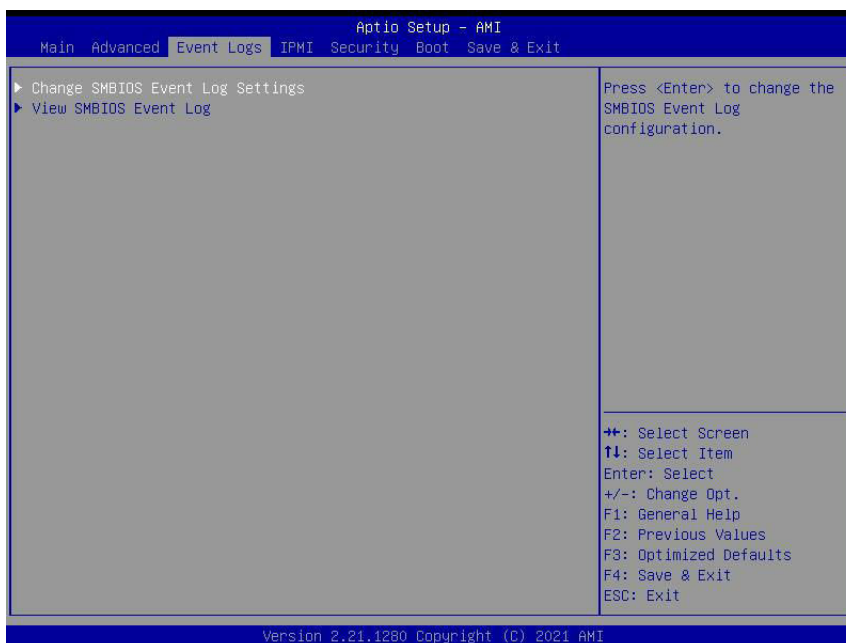 Aptio Setup – AMI
Main Advanced Event Logs IPMI Security Boot Save & Exit
▶ Change SMBIOS Event Log Settings
▶ View SMBIOS Event Log
Press <Enter> to change the
SMBIOS Event Log
configuration.
→←: Select Screen
↑↓: Select Item
Enter: Select
+/-: Change Opt.
F1: General Help
F2: Previous Values
F3: Optimized Defaults
F4: Save & Exit
ESC: Exit
Version 2.21.1280 Copyright (C) 2021 AMI